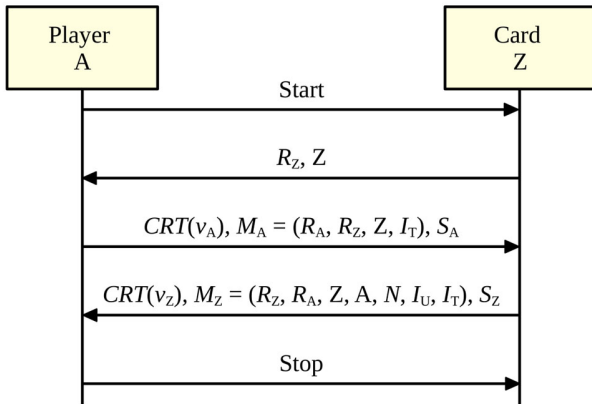 Player
A
Card
Z
Start
R_Z, Z
CRT(v_A), M_A = (R_A, R_Z, Z, I_T), S_A
CRT(v_Z), M_Z = (R_Z, R_A, Z, A, N, I_U, I_T), S_Z
Stop